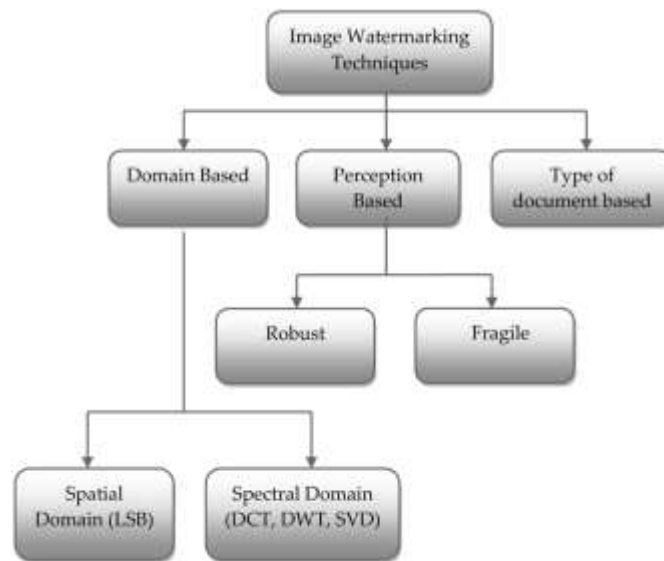 Image Watermarking
Techniques
Domain Based
Perception
Based
Type of
document based
Robust
Fragile
Spatial
Domain (LSB)
Spectral Domain
(DCT, DWT, SVD)